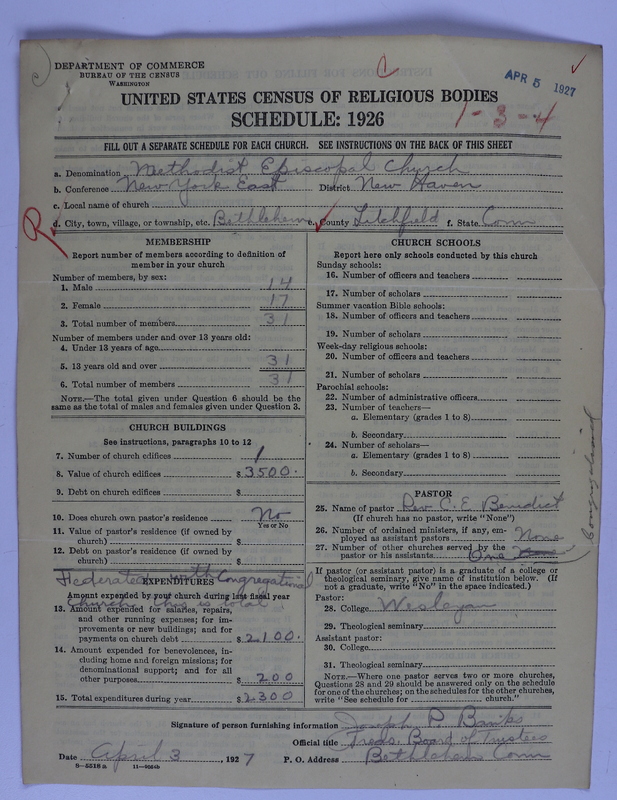 DEPARTMENT OF COMMERCE
BUREAU OF THE CENSUS
WASHINGTON
APR 5 1927
UNITED STATES CENSUS OF RELIGIOUS BODIES
SCHEDULE: 1926
1-3-4
FILL OUT A SEPARATE SCHEDULE FOR EACH CHURCH. SEE INSTRUCTIONS ON THE BACK OF THIS SHEET
a. Denomination Methodist Episcopal Church
b. Conference New York East District New Haven
c. Local name of church
d. City, town, village, or township, etc. Bethlehem e. County Litchfield f. State Conn
R
MEMBERSHIP
Report number of members according to definition of
member in your church
Number of members, by sex:
1. Male 14
2. Female 17
3. Total number of members 31
Number of members under and over 13 years old:
4. Under 13 years of age
5. 13 years old and over 31
6. Total number of members 31
NOTE.—The total given under Question 6 should be
same as the total of males and females given under Question 3.
CHURCH BUILDINGS
See instructions, paragraphs 10 to 12
7. Number of church edifices 1
8. Value of church edifices $3500.
9. Debt on church edifices $
10. Does church own pastor's residence No
Yes or No
11. Value of pastor's residence (if owned by
church) $
12. Debt on pastor's residence (if owned by
church) $
Federated with Congregational
EXPENDITURES
Amount expended by your church during last fiscal year
Church this is total
13. Amount expended for salaries, repairs,
and other running expenses; for im-
provements or new buildings; and for
payments on church debt $2100.
14. Amount expended for benevolences, in-
cluding home and foreign missions; for
denominational support; and for all
other purposes $200
15. Total expenditures during year $2300
CHURCH SCHOOLS
Report here only schools conducted by this church
Sunday schools:
16. Number of officers and teachers
17. Number of scholars
Summer vacation Bible schools:
18. Number of officers and teachers
19. Number of scholars
Week-day religious schools:
20. Number of officers and teachers
21. Number of scholars
Parochial schools:
22. Number of administrative officers
23. Number of teachers—
a. Elementary (grades 1 to 8)
b. Secondary
24. Number of scholars—
a. Elementary (grades 1 to 8)
b. Secondary
PASTOR
25. Name of pastor Rev C. E. Benedict
(If church has no pastor, write "None")
26. Number of ordained ministers, if any, em-
ployed as assistant pastors None
27. Number of other churches served by the
pastor or his assistants One None
Congregational
If pastor (or assistant pastor) is a graduate of a college or
theological seminary, give name of institution below. (If
not a graduate, write "No" in the space indicated.)
Pastor:
28. College Wesleyan
29. Theological seminary
Assistant pastor:
30. College
31. Theological seminary
NOTE.—Where one pastor serves two or more churches,
Questions 28 and 29 should be answered only on the schedule
for one of the churches; on the schedules for the other churches,
write "See schedule for church."
Signature of person furnishing information Joseph P. Banks
Official title Treas. Board of Trustees
Date April 3, 1927 P. O. Address Bethlehem Conn
8-5518 a 11-9664b